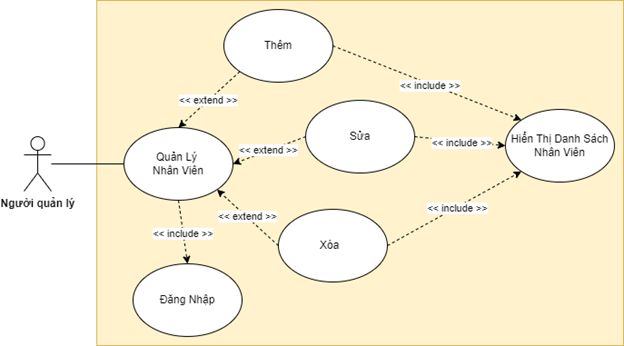 Thêm
<< extend >>
<< include >>
Sửa
<< extend >>
<< include >>
Hiển Thị Danh Sách
Nhân Viên
Quản Lý
Nhân Viên
Người quản lý
<< extend >>
<< include >>
<< include >>
Xóa
Đăng Nhập